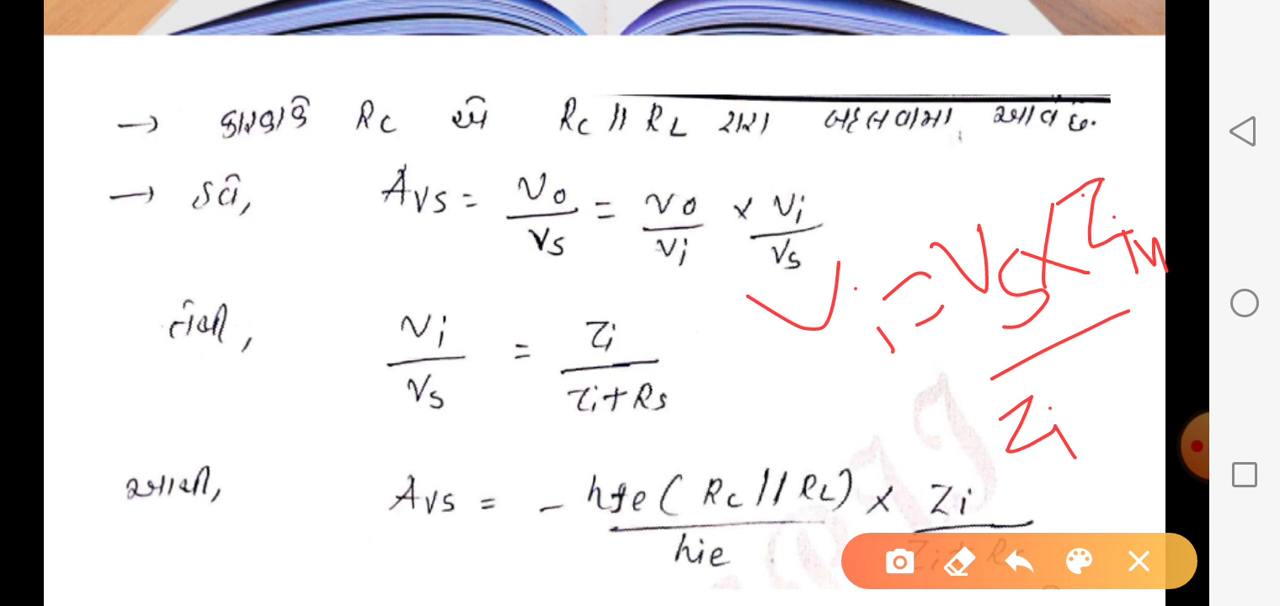 → કારણકે Rc એ Rc || RL દ્વારા બદલવામાં આવે છે.
→ હવે, Avs = Vo/Vs = Vo/Vi × Vi/Vs
તેથી, Vi/Vs = Zi/(Zi+Rs)
Vi = Vs × Zin / Zi
આથી, Avs = - hfe (Rc || RL)/hie × Zi